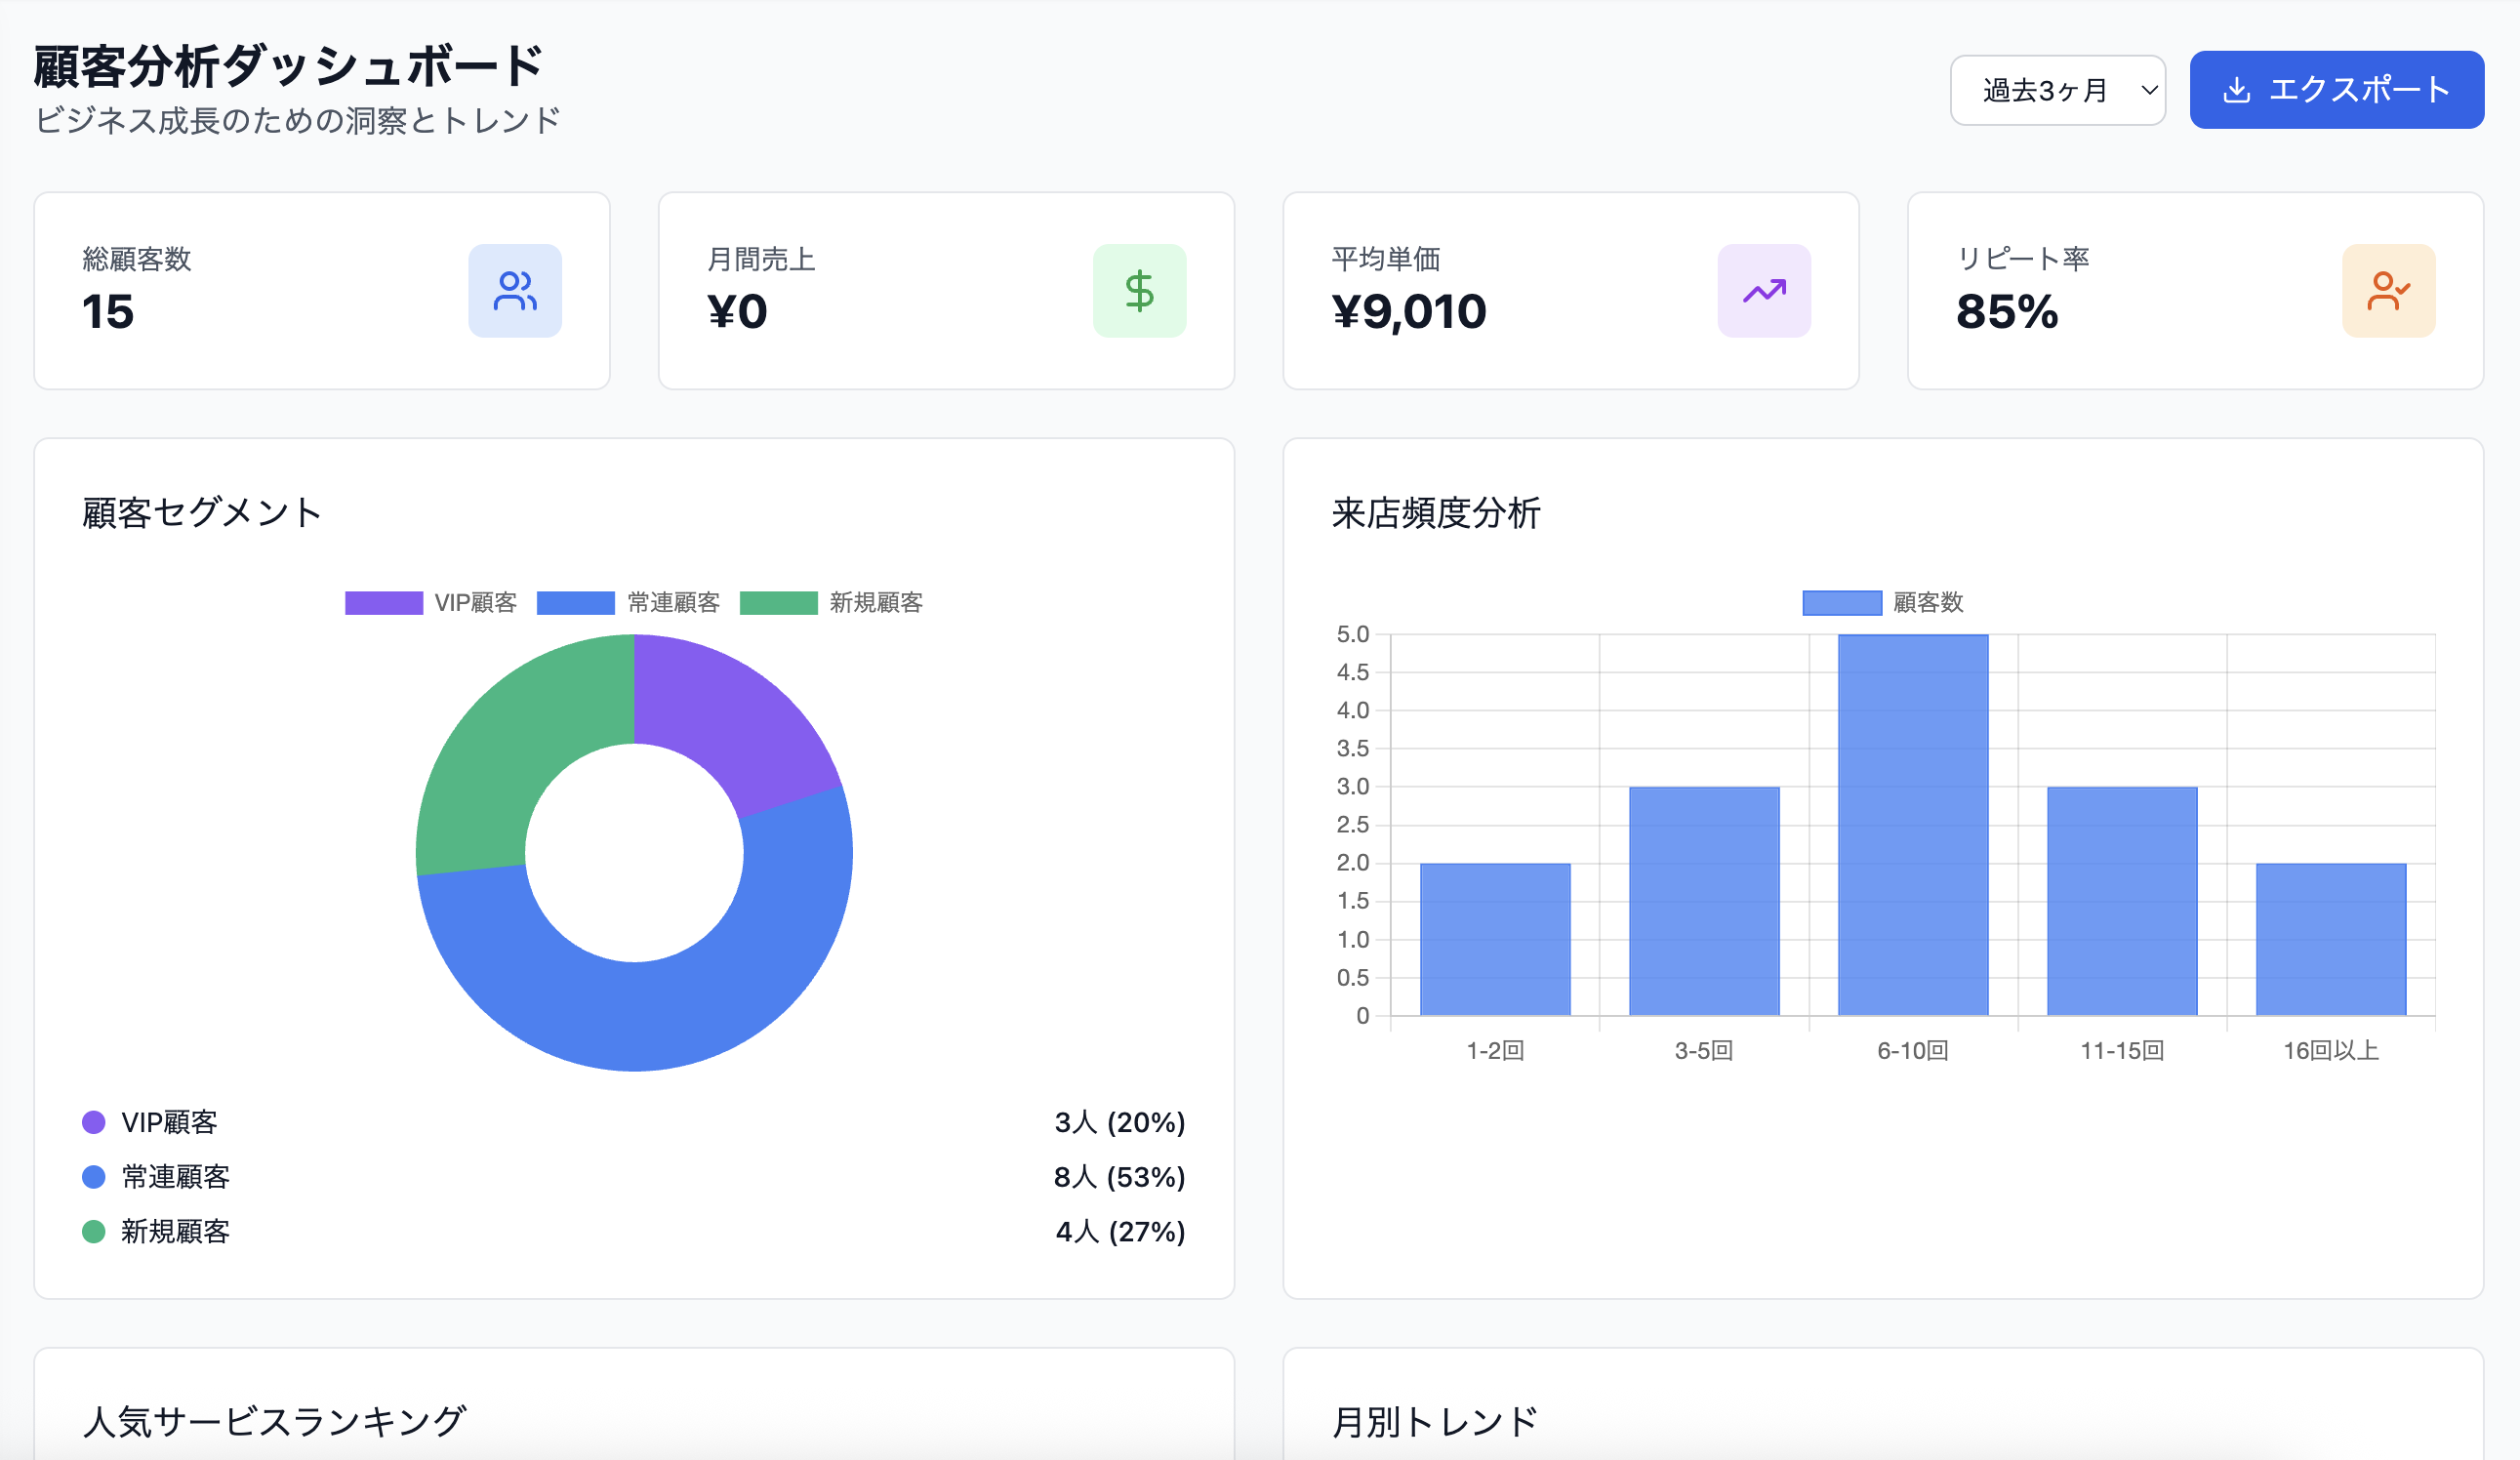 顧客分析ダッシュボード
ビジネス成長のための洞察とトレンド
過去3ヶ月
エクスポート
総顧客数
15
月間売上
¥0
平均単価
¥9,010
リピート率
85%
顧客セグメント
VIP顧客 常連顧客 新規顧客
VIP顧客 3人 (20%)
常連顧客 8人 (53%)
新規顧客 4人 (27%)
来店頻度分析
顧客数
5.0
4.5
4.0
3.5
3.0
2.5
2.0
1.5
1.0
0.5
0
1-2回 3-5回 6-10回 11-15回 16回以上
人気サービスランキング
月別トレンド